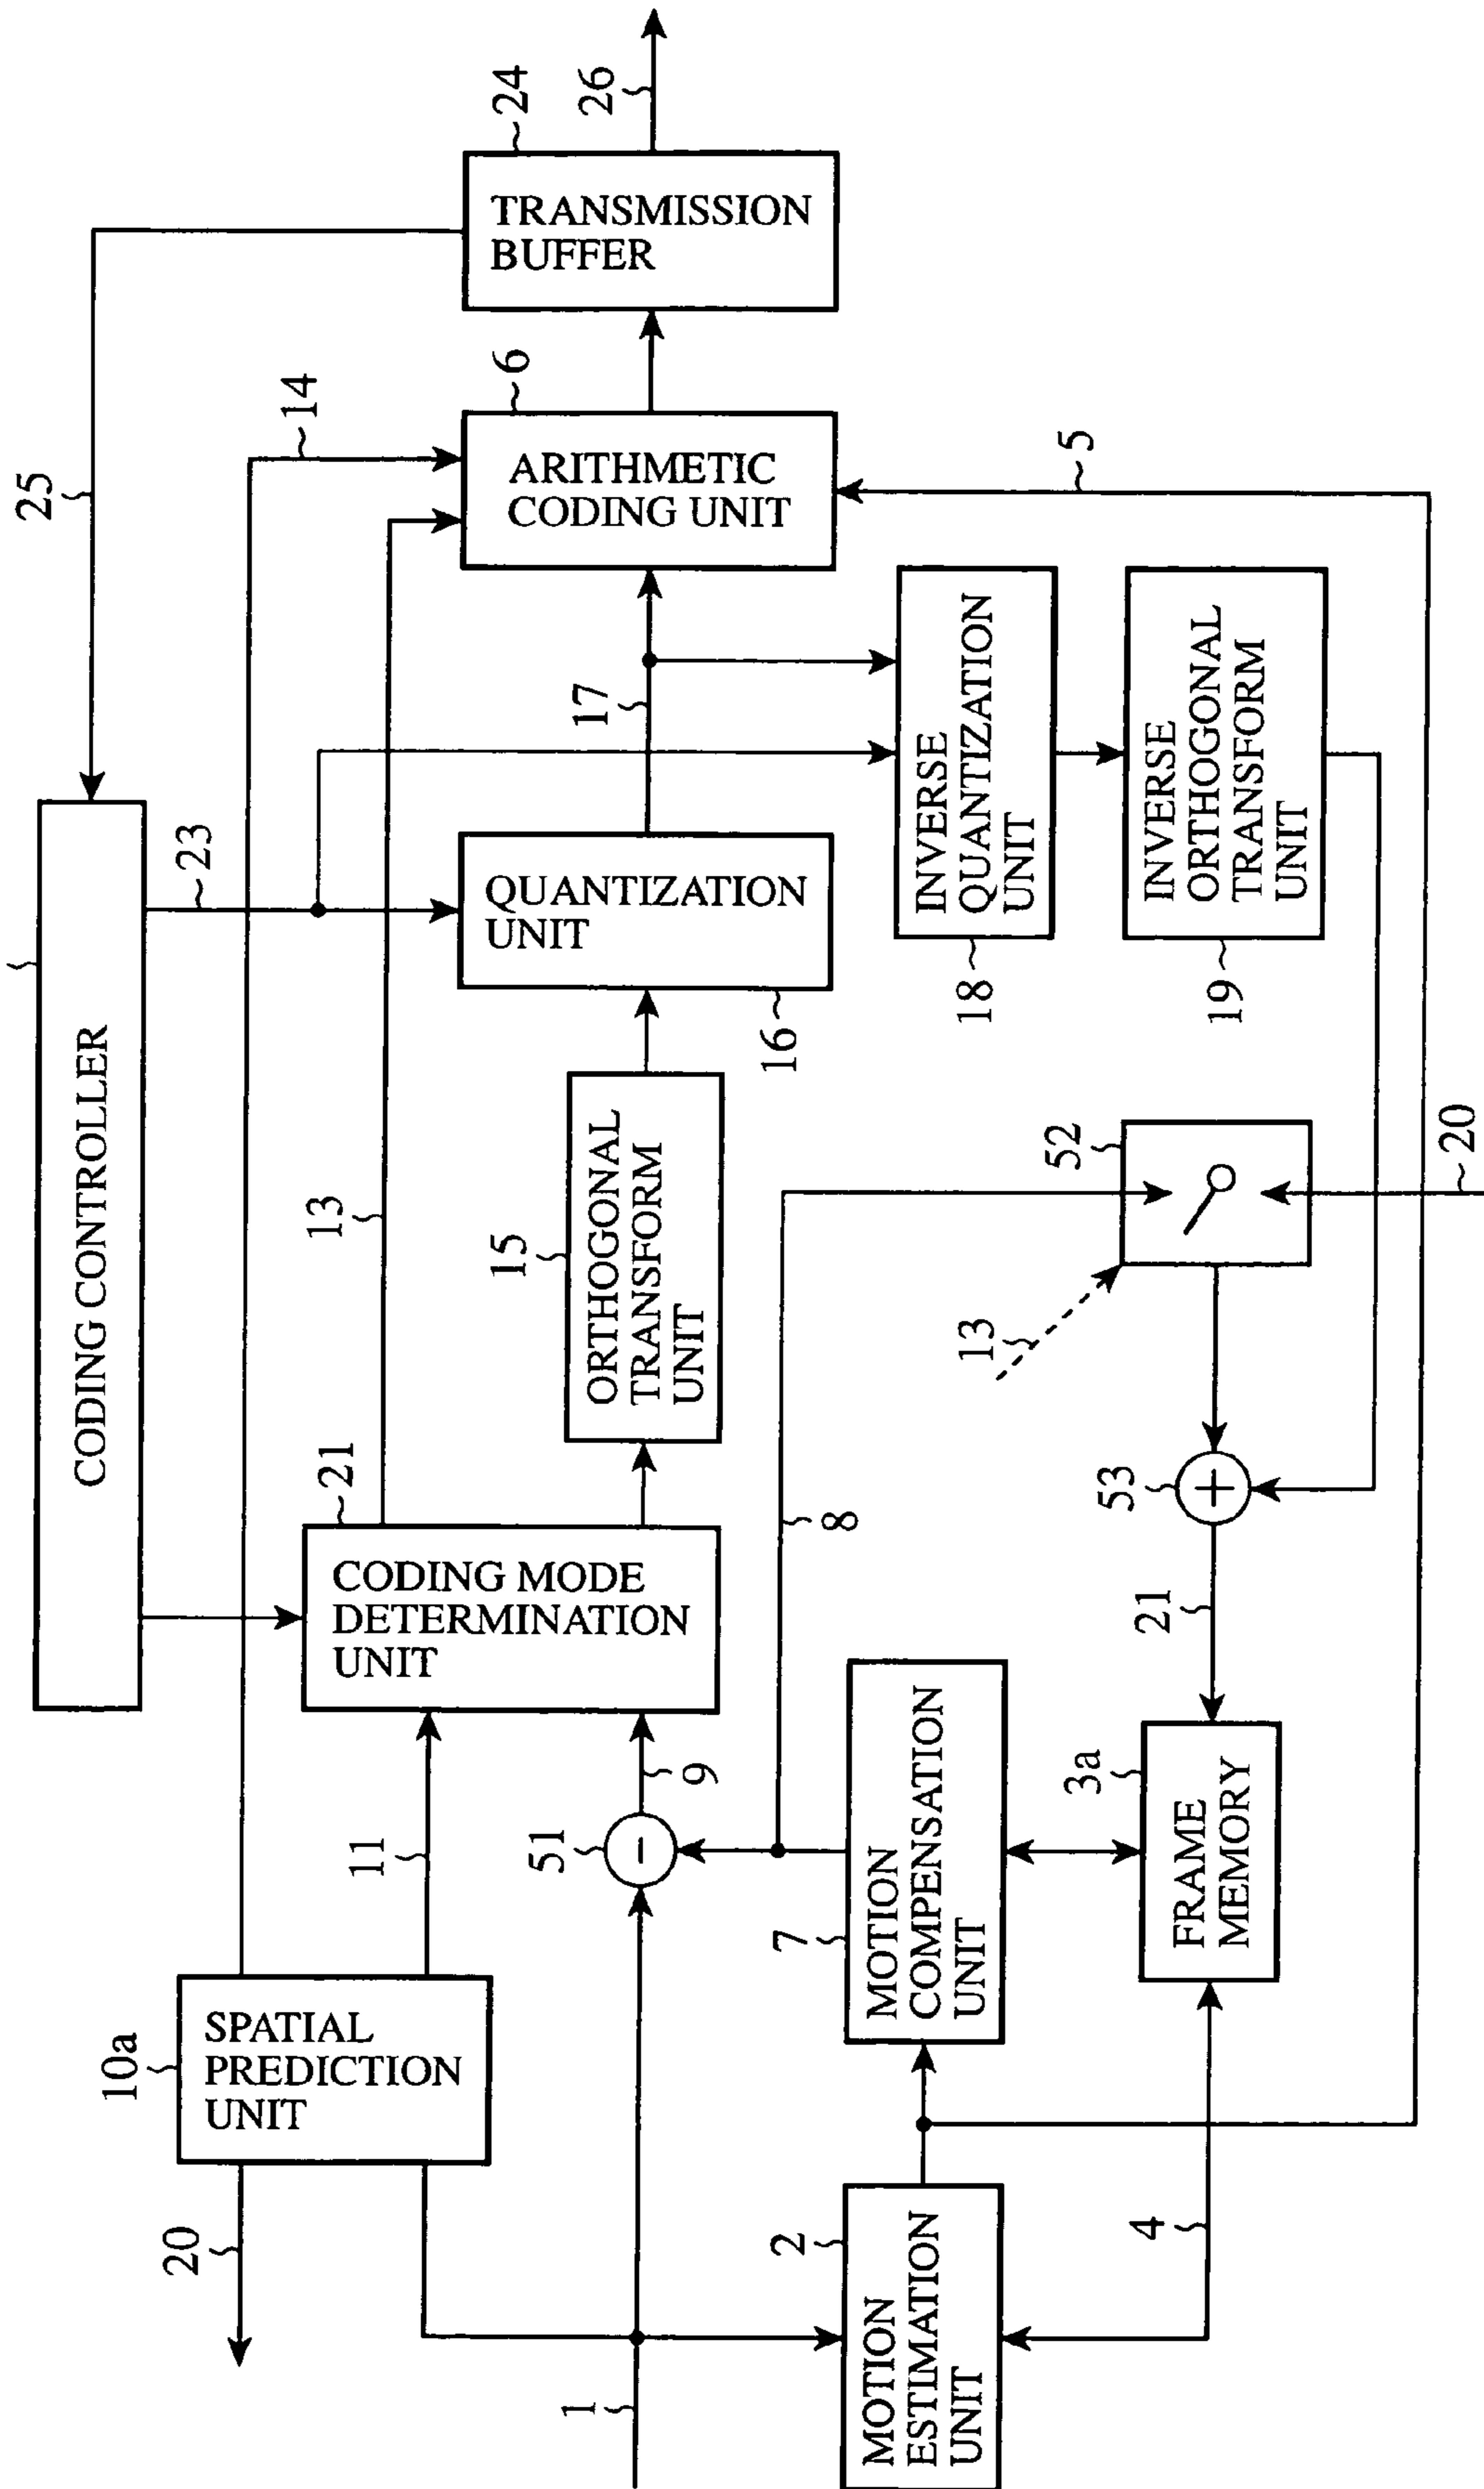 CODING CONTROLLER
25
23
24
TRANSMISSION
BUFFER
26
14
6
ARITHMETIC
CODING UNIT
5
13
17
QUANTIZATION
UNIT
16
15
ORTHOGONAL
TRANSFORM
UNIT
21
CODING MODE
DETERMINATION
UNIT
11
9
51
10a
SPATIAL
PREDICTION
UNIT
20
1
2
MOTION
ESTIMATION
UNIT
7
MOTION
COMPENSATION
UNIT
8
3a
FRAME
MEMORY
4
21
53
13
52
20
18
INVERSE
QUANTIZATION
UNIT
19
INVERSE
ORTHOGONAL
TRANSFORM
UNIT